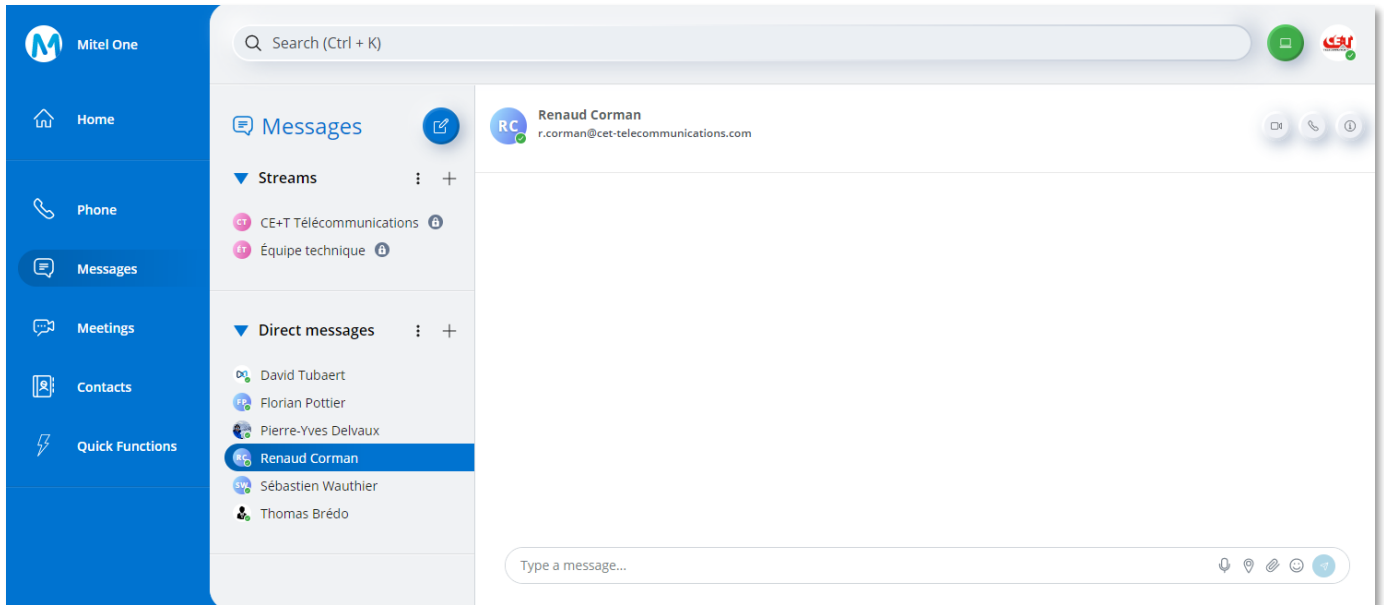 Mitel One
Home
Phone
Messages
Meetings
Contacts
Quick Functions
Search (Ctrl + K)
CE+T
Messages
Streams
CT CE+T Télécommunications
ÉT Équipe technique
Direct messages
David Tubaert
FP Florian Pottier
Pierre-Yves Delvaux
RC Renaud Corman
SW Sébastien Wauthier
Thomas Brédo
RC
Renaud Corman
r.corman@cet-telecommunications.com
Type a message...